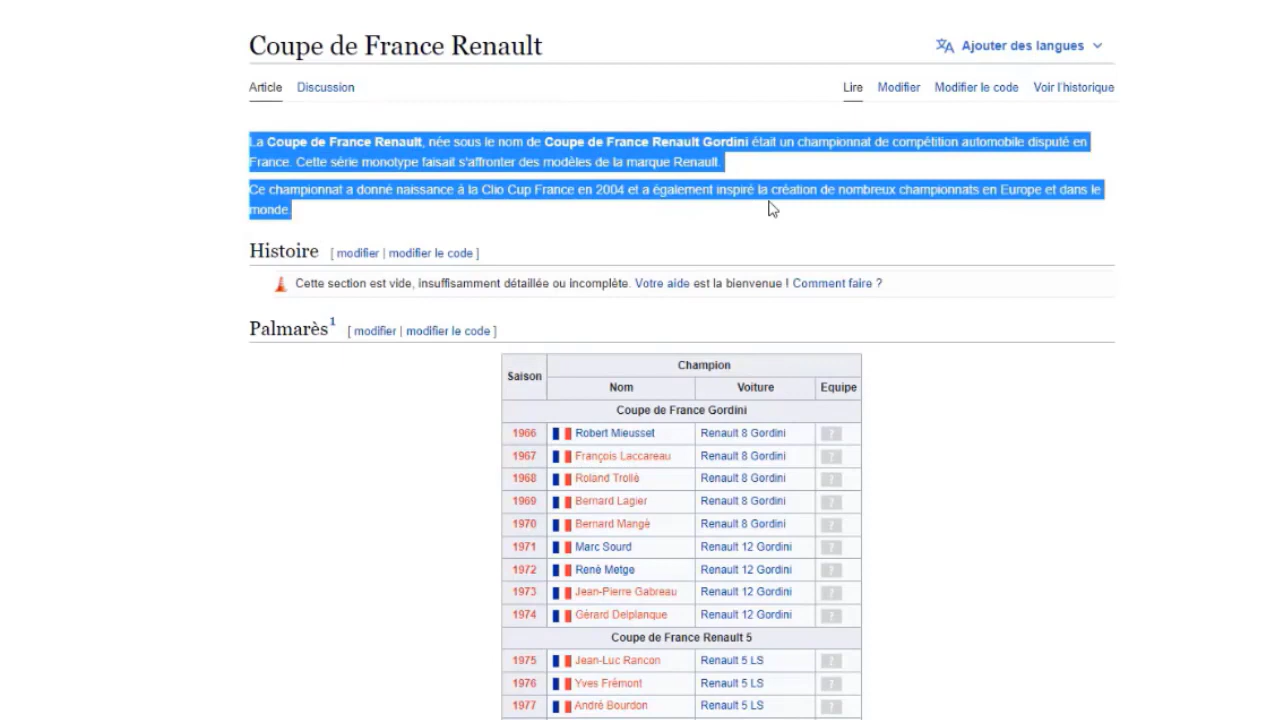 Coupe de France Renault
Ajouter des langues
Article Discussion Lire Modifier Modifier le code Voir l'historique
La Coupe de France Renault, née sous le nom de Coupe de France Renault Gordini était un championnat de compétition automobile disputé en
France. Cette série monotype faisait s'affronter des modèles de la marque Renault.
Ce championnat a donné naissance à la Clio Cup France en 2004 et a également inspiré la création de nombreux championnats en Europe et dans le
monde.
Histoire [ modifier | modifier le code ]
Cette section est vide, insuffisamment détaillée ou incomplète. Votre aide est la bienvenue ! Comment faire ?
Palmarès1 [ modifier | modifier le code ]
Saison Champion
Nom Voiture Equipe
Coupe de France Gordini
1966 Robert Mieusset Renault 8 Gordini ?
1967 François Laccareau Renault 8 Gordini ?
1968 Roland Trollé Renault 8 Gordini ?
1969 Bernard Lagier Renault 8 Gordini ?
1970 Bernard Mangé Renault 8 Gordini ?
1971 Marc Sourd Renault 12 Gordini ?
1972 René Metge Renault 12 Gordini ?
1973 Jean-Pierre Gabreau Renault 12 Gordini ?
1974 Gérard Delplanque Renault 12 Gordini ?
Coupe de France Renault 5
1975 Jean-Luc Rancon Renault 5 LS ?
1976 Yves Frémont Renault 5 LS ?
1977 André Bourdon Renault 5 LS ?